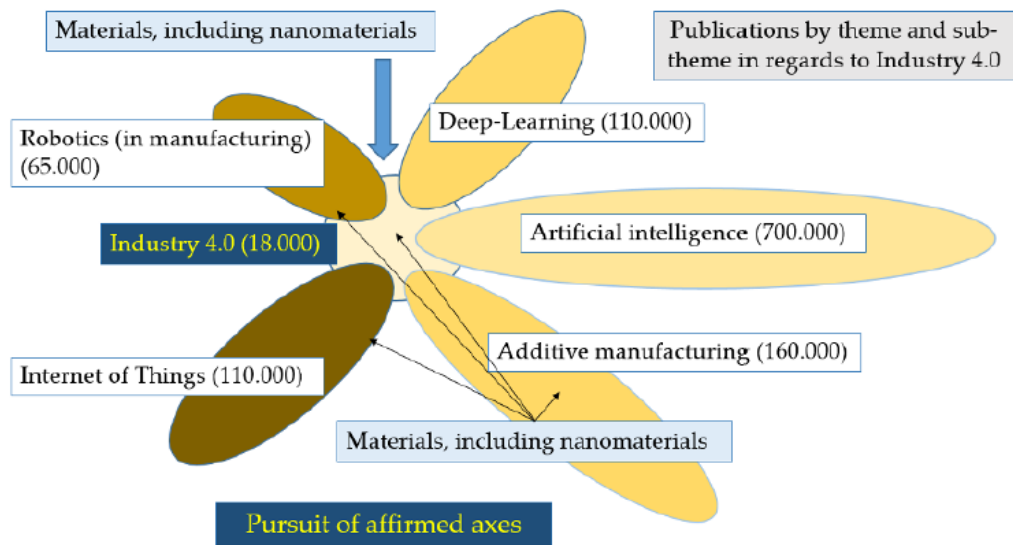 Materials, including nanomaterials
Publications by theme and sub-
theme in regards to Industry 4.0
Deep-Learning (110.000)
Robotics (in manufacturing)
(65.000)
Artificial intelligence (700.000)
Industry 4.0 (18.000)
Additive manufacturing (160.000)
Internet of Things (110.000)
Materials, including nanomaterials
Pursuit of affirmed axes